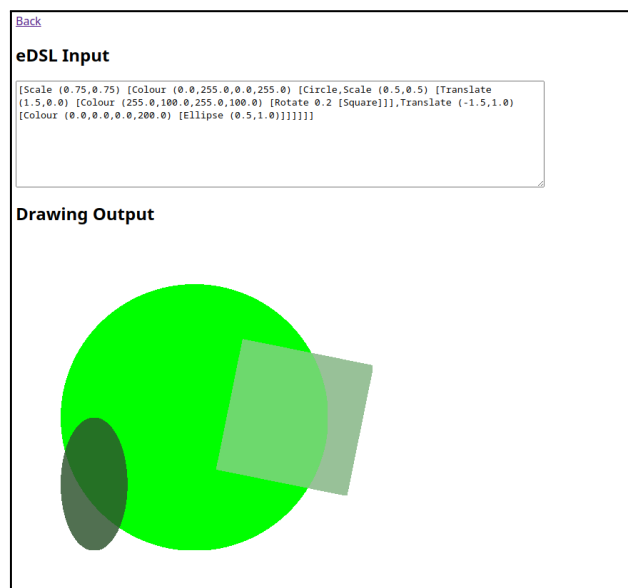 Back
eDSL Input
[Scale (0.75,0.75) [Colour (0.0,255.0,0.0,255.0) [Circle,Scale (0.5,0.5) [Translate
(1.5,0.0) [Colour (255.0,100.0,255.0,100.0) [Rotate 0.2 [Square]]],Translate (-1.5,1.0)
[Colour (0.0,0.0,0.0,200.0) [Ellipse (0.5,1.0)]]]]]]
Drawing Output